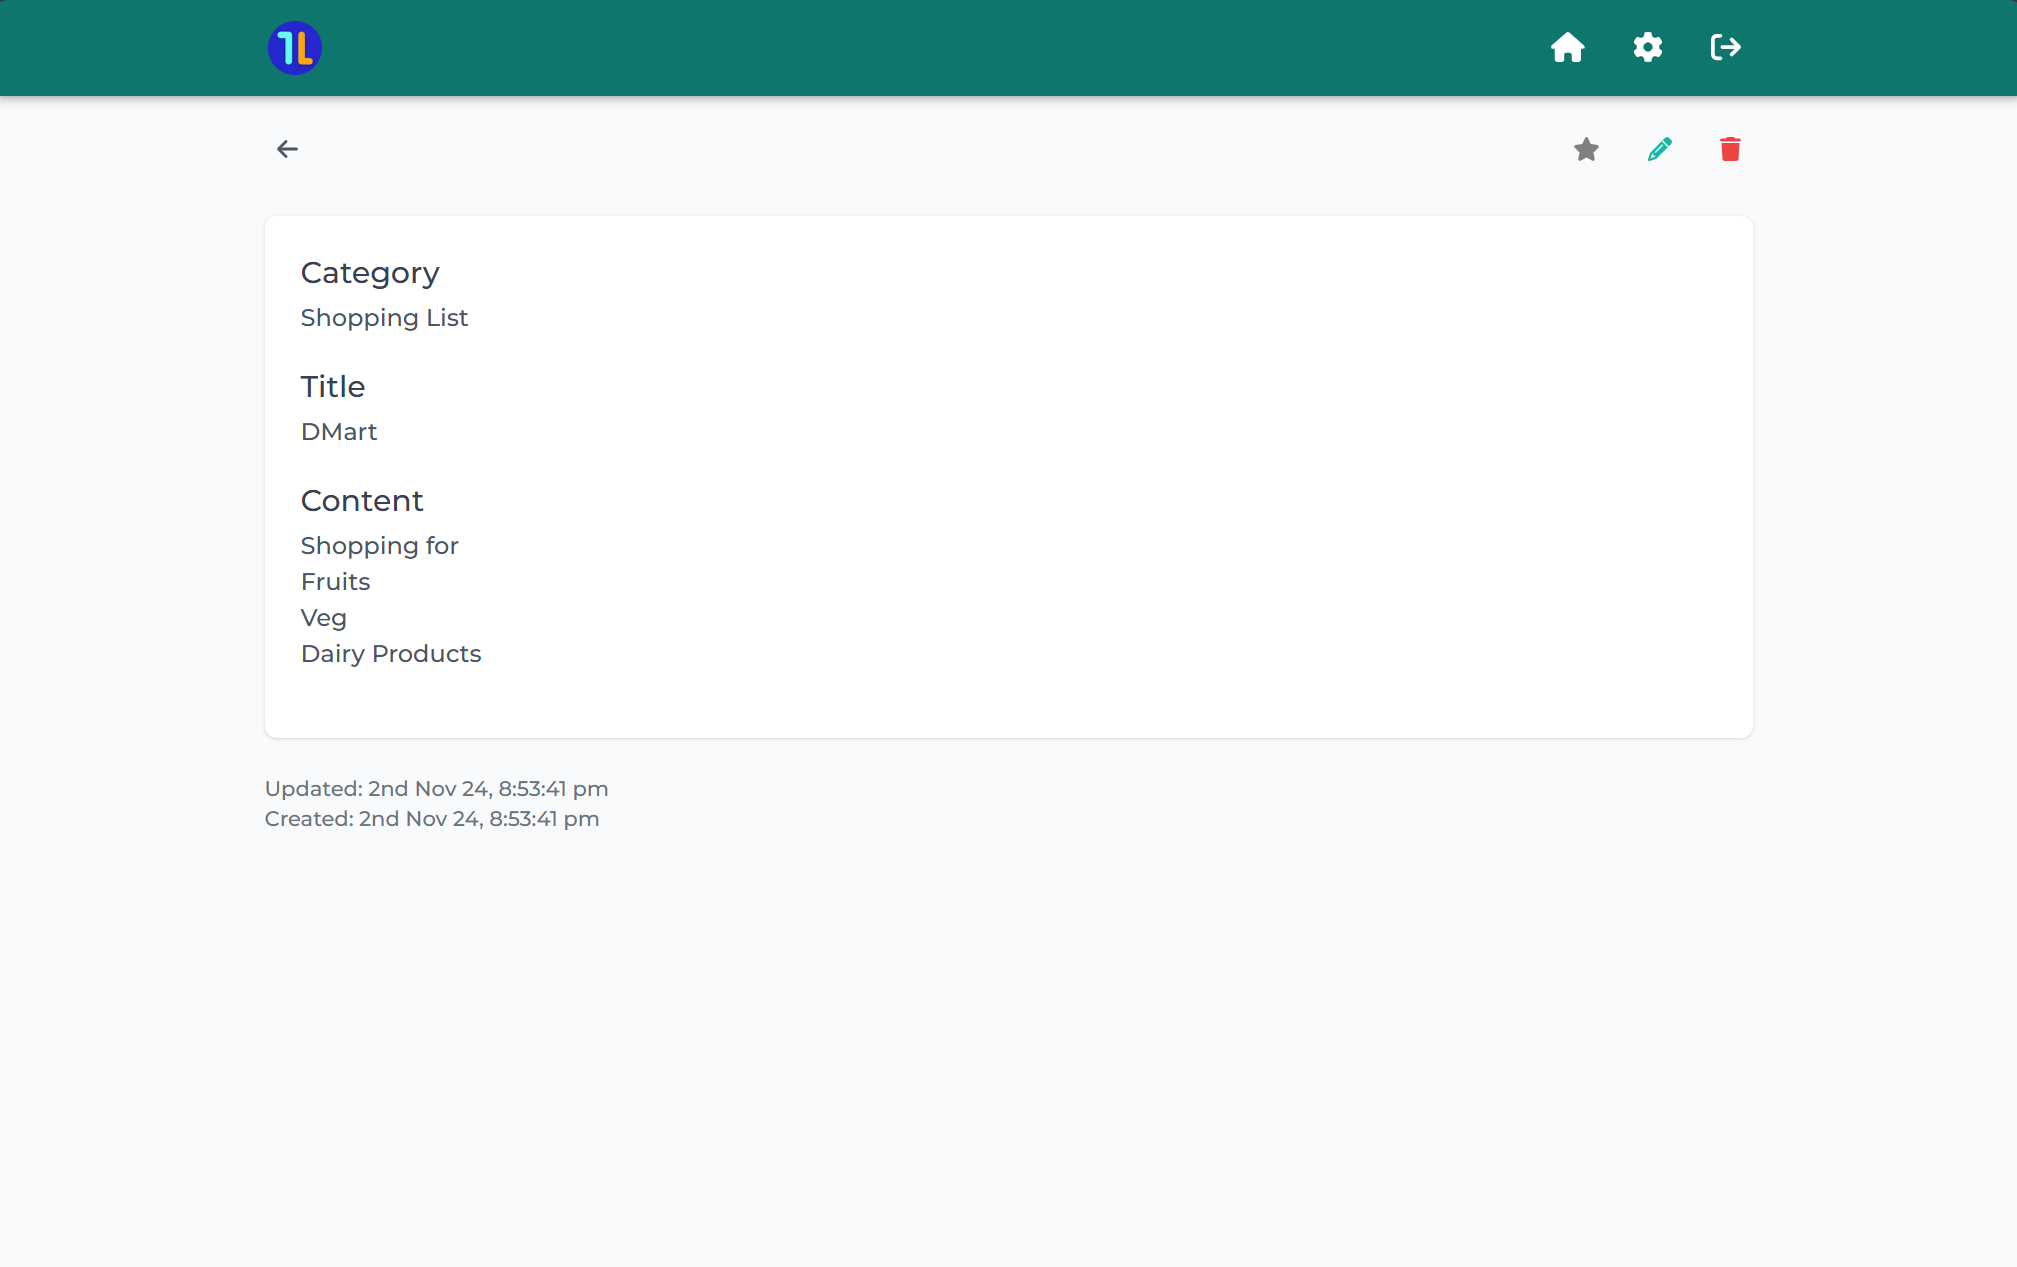 Category
Shopping List
Title
DMart
Content
Shopping for
Fruits
Veg
Dairy Products
Updated: 2nd Nov 24, 8:53:41 pm
Created: 2nd Nov 24, 8:53:41 pm